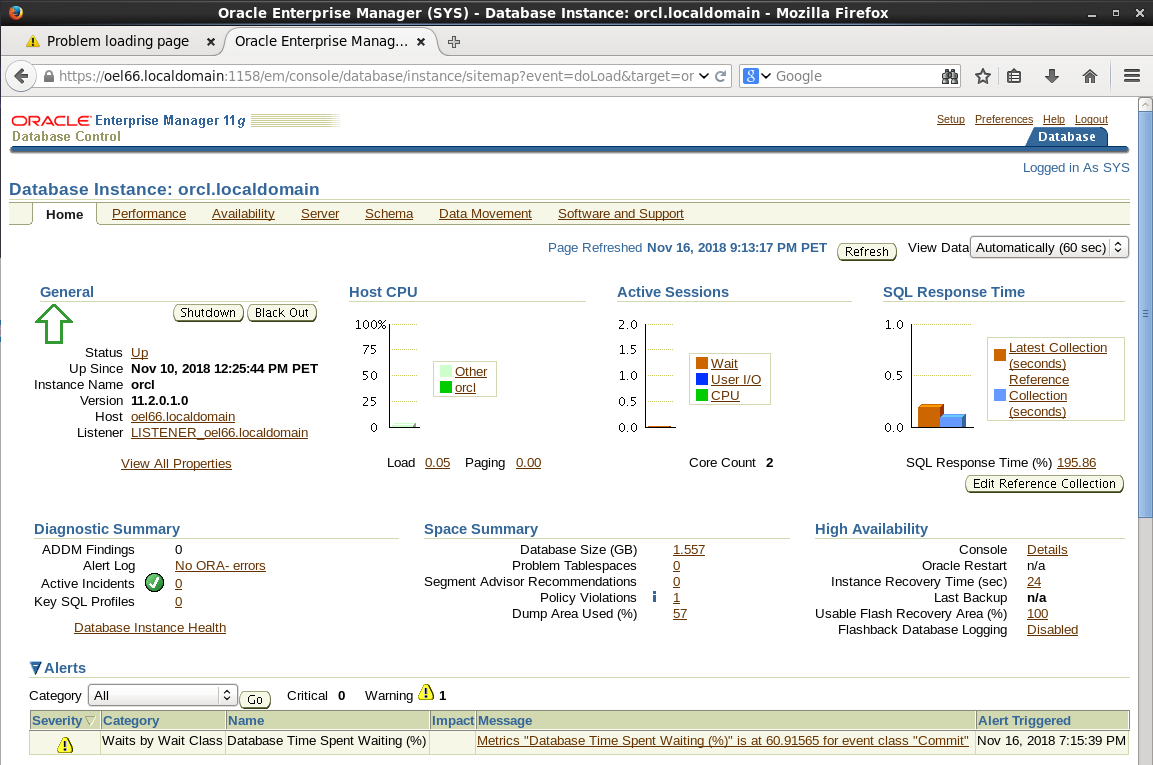 Oracle Enterprise Manager (SYS) - Database Instance: orcl.localdomain - Mozilla Firefox
Problem loading page
Oracle Enterprise Manag...
https://oel66.localdomain:1158/em/console/database/instance/sitemap?event=doLoad&target=or
8 Google
ORACLE Enterprise Manager 11g
Database Control
Setup Preferences Help Logout
Database
Logged in As SYS
Database Instance: orcl.localdomain
Home Performance Availability Server Schema Data Movement Software and Support
Page Refreshed Nov 16, 2018 9:13:17 PM PET Refresh View Data Automatically (60 sec)
General
Shutdown Black Out
Status Up
Up Since Nov 10, 2018 12:25:44 PM PET
Instance Name orcl
Version 11.2.0.1.0
Host oel66.localdomain
Listener LISTENER_oel66.localdomain
View All Properties
Host CPU
100%
75
50
25
0
Other
orcl
Load 0.05 Paging 0.00
Active Sessions
2.0
1.5
1.0
0.5
0.0
Wait
User I/O
CPU
Core Count 2
SQL Response Time
1.0
0.5
0.0
Latest Collection
(seconds)
Reference
Collection
(seconds)
SQL Response Time (%) 195.86
Edit Reference Collection
Diagnostic Summary
ADDM Findings 0
Alert Log No ORA- errors
Active Incidents 0
Key SQL Profiles 0
Database Instance Health
Space Summary
Database Size (GB) 1.557
Problem Tablespaces 0
Segment Advisor Recommendations 0
Policy Violations i 1
Dump Area Used (%) 57
High Availability
Console Details
Oracle Restart n/a
Instance Recovery Time (sec) 24
Last Backup n/a
Usable Flash Recovery Area (%) 100
Flashback Database Logging Disabled
Alerts
Category All Go Critical 0 Warning 1
Severity Category Name Impact Message Alert Triggered
Waits by Wait Class Database Time Spent Waiting (%) Metrics "Database Time Spent Waiting (%)" is at 60.91565 for event class "Commit" Nov 16, 2018 7:15:39 PM